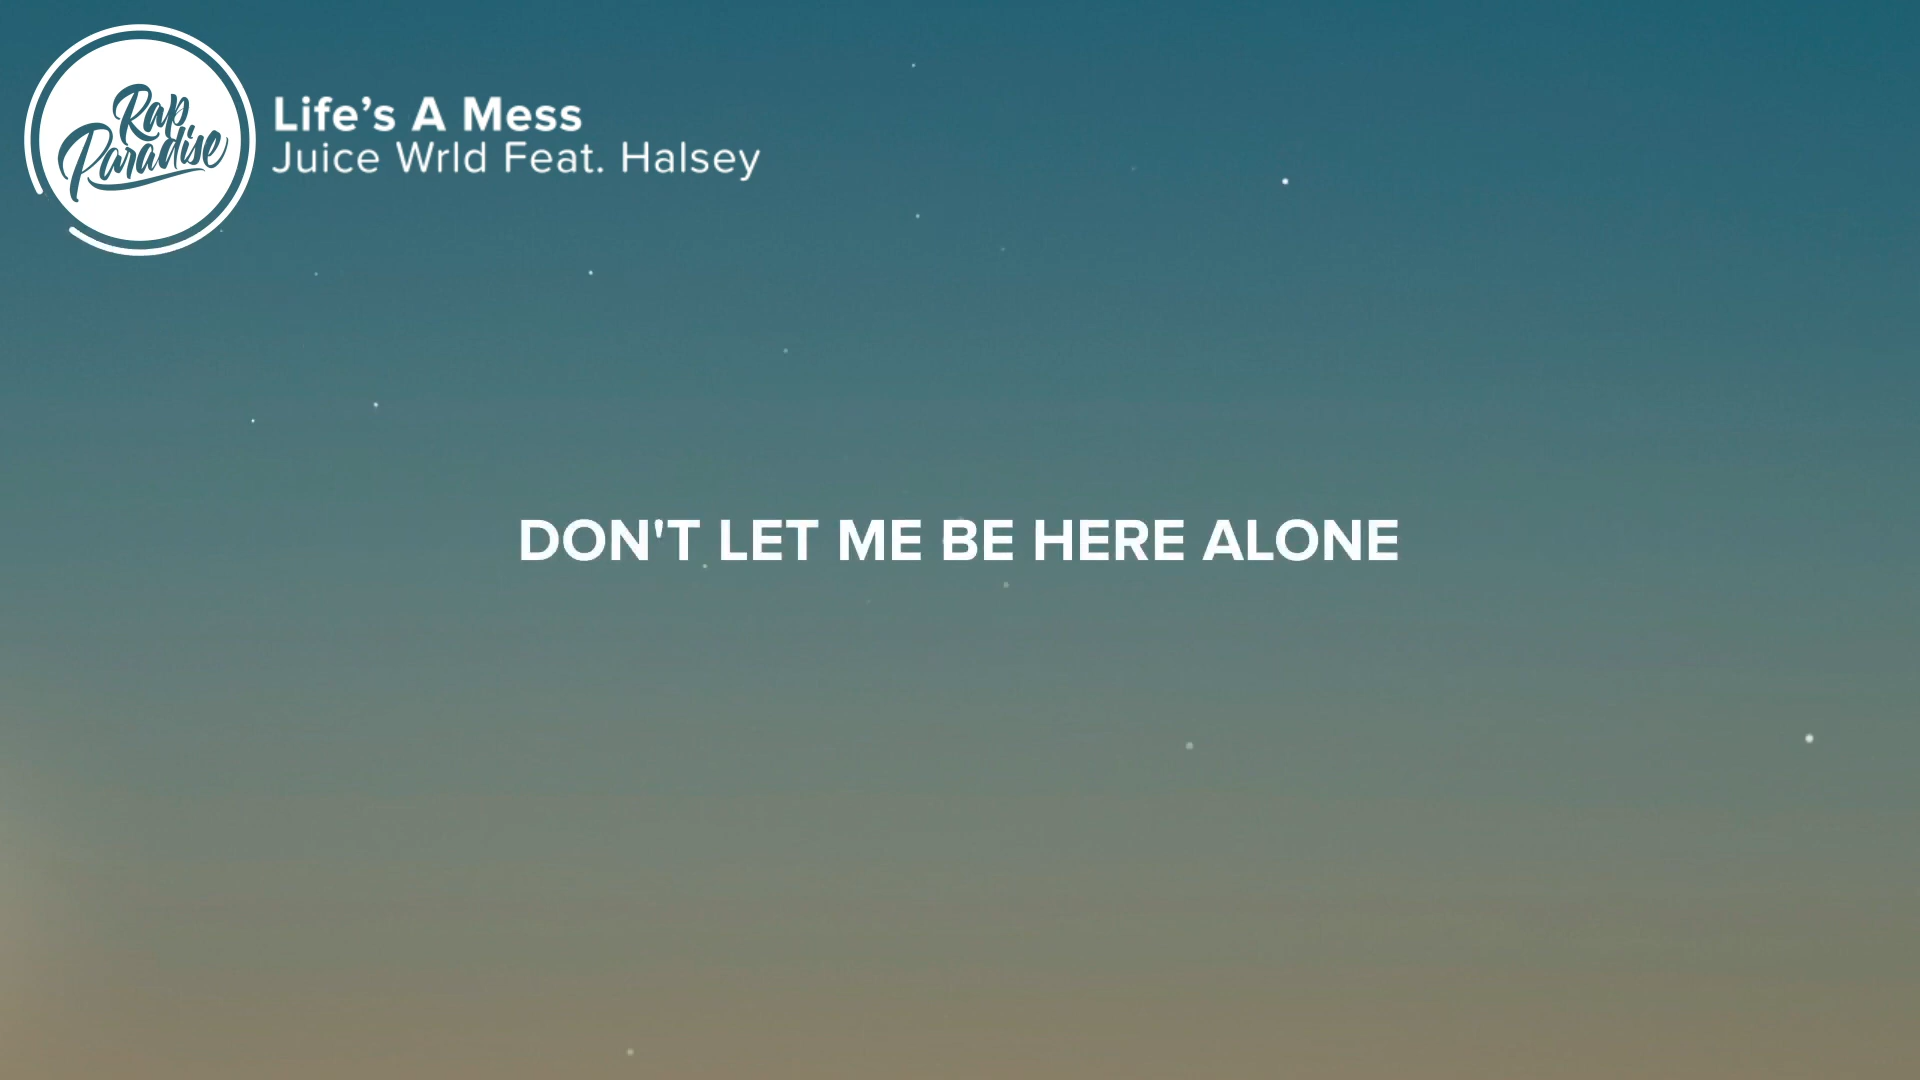 Rap
Paradise
Life’s A Mess
Juice Wrld Feat. Halsey
DON'T LET ME BE HERE ALONE